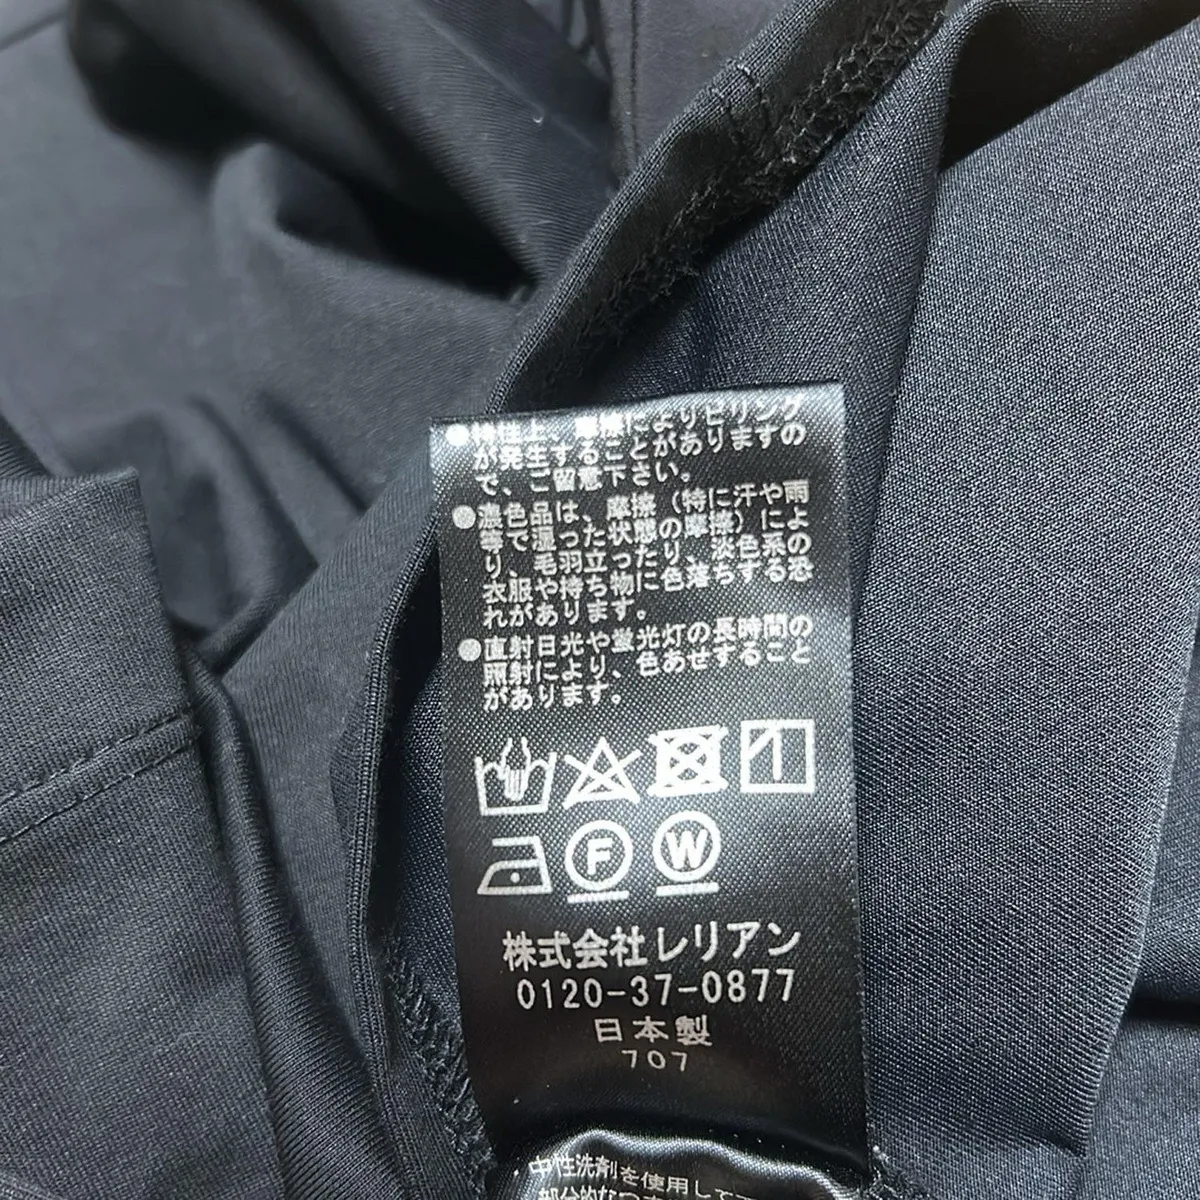 ●特性上、摩擦によりピリング
が発生することがありますの
で、ご留意下さい。
●濃色品は、摩擦（特に汗や雨
等で湿った状態の摩擦）によ
り、毛羽立ったり、淡色系の
衣服や持ち物に色落ちする恐
れがあります。
●直射日光や蛍光灯の長時間の
照射により、色あせすること
があります。
F W
株式会社レリアン
0120-37-0877
日本製
707
中性洗剤を使用して
部分的な